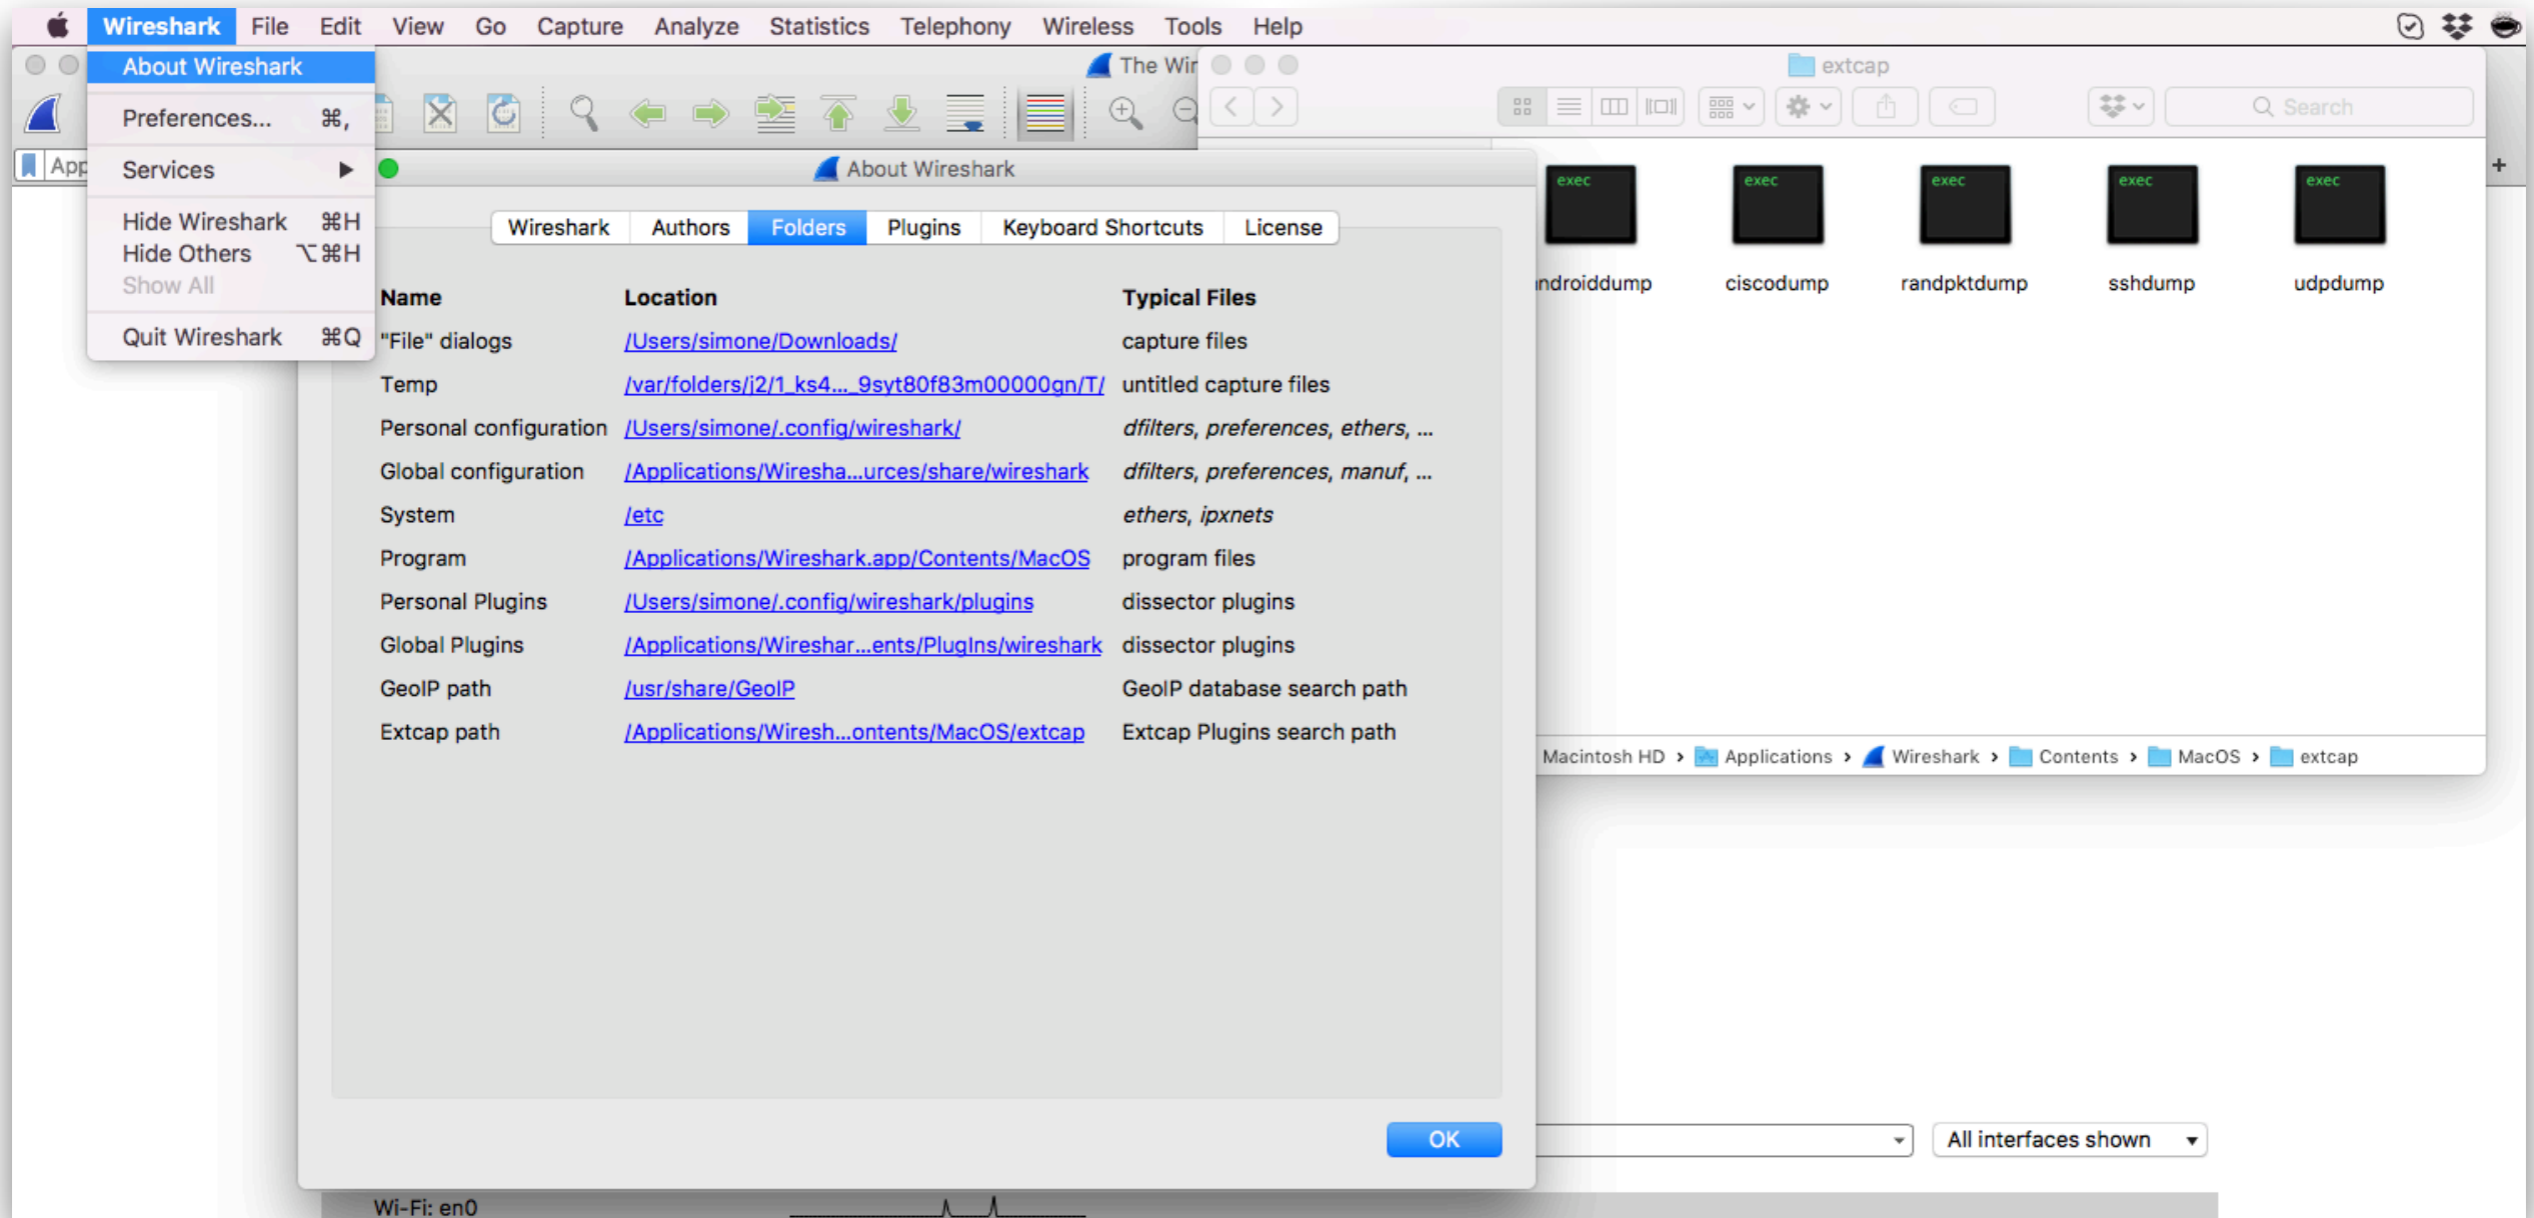 Wireshark File Edit View Go Capture Analyze Statistics Telephony Wireless Tools Help
About Wireshark
Preferences... ⌘,
Services ▶
Hide Wireshark ⌘H
Hide Others ⌥⌘H
Show All
Quit Wireshark ⌘Q
The Wir
App
extcap
Search
exec exec exec exec exec
ndroiddump ciscodump randpktdump sshdump udpdump
Macintosh HD › Applications › Wireshark › Contents › MacOS › extcap
About Wireshark
Wireshark Authors Folders Plugins Keyboard Shortcuts License
Name Location Typical Files
"File" dialogs /Users/simone/Downloads/ capture files
Temp /var/folders/j2/1_ks4..._9syt80f83m00000gn/T/ untitled capture files
Personal configuration /Users/simone/.config/wireshark/ dfilters, preferences, ethers, ...
Global configuration /Applications/Wiresha...urces/share/wireshark dfilters, preferences, manuf, ...
System /etc ethers, ipxnets
Program /Applications/Wireshark.app/Contents/MacOS program files
Personal Plugins /Users/simone/.config/wireshark/plugins dissector plugins
Global Plugins /Applications/Wireshar...ents/PlugIns/wireshark dissector plugins
GeoIP path /usr/share/GeoIP GeoIP database search path
Extcap path /Applications/Wiresh...ontents/MacOS/extcap Extcap Plugins search path
OK
All interfaces shown
Wi-Fi: en0